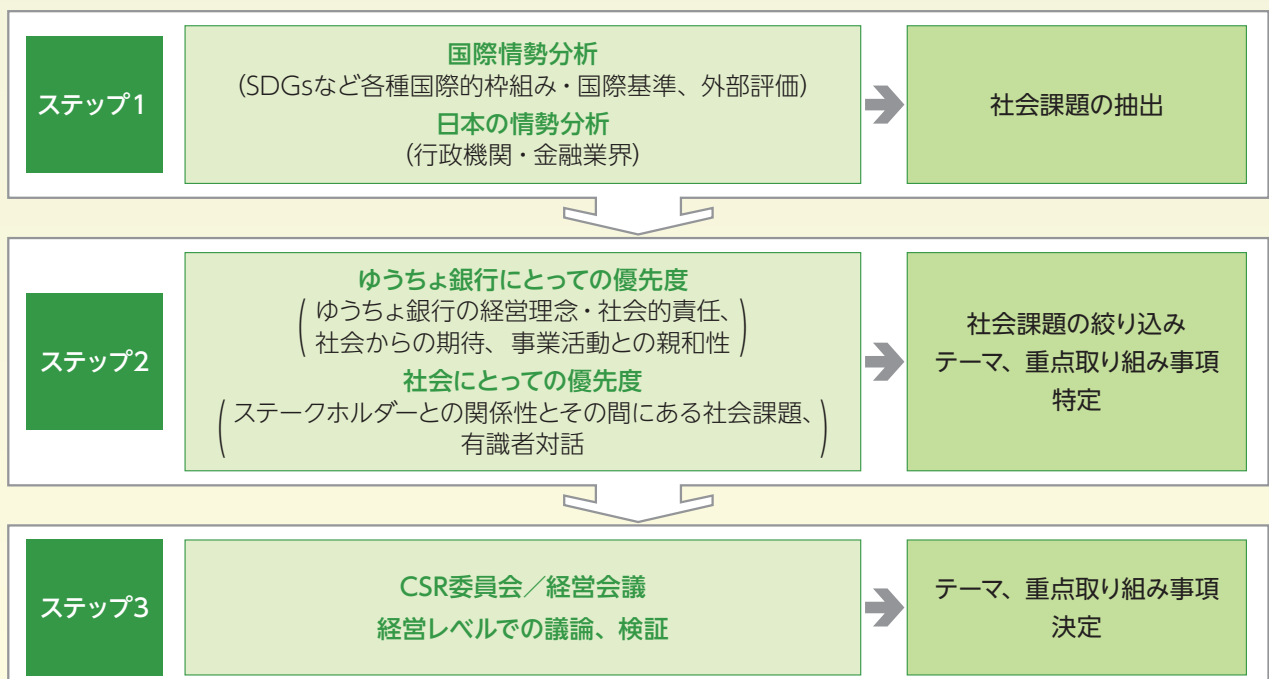 ステップ1
国際情勢分析
(SDGsなど各種国際的枠組み・国際基準、外部評価)
日本の情勢分析
(行政機関・金融業界)
社会課題の抽出
ステップ2
ゆうちょ銀行にとっての優先度
(ゆうちょ銀行の経営理念・社会的責任、
社会からの期待、事業活動との親和性)
社会にとっての優先度
(ステークホルダーとの関係性とその間にある社会課題、
有識者対話)
社会課題の絞り込み
テーマ、重点取り組み事項
特定
ステップ3
CSR委員会／経営会議
経営レベルでの議論、検証
テーマ、重点取り組み事項
決定